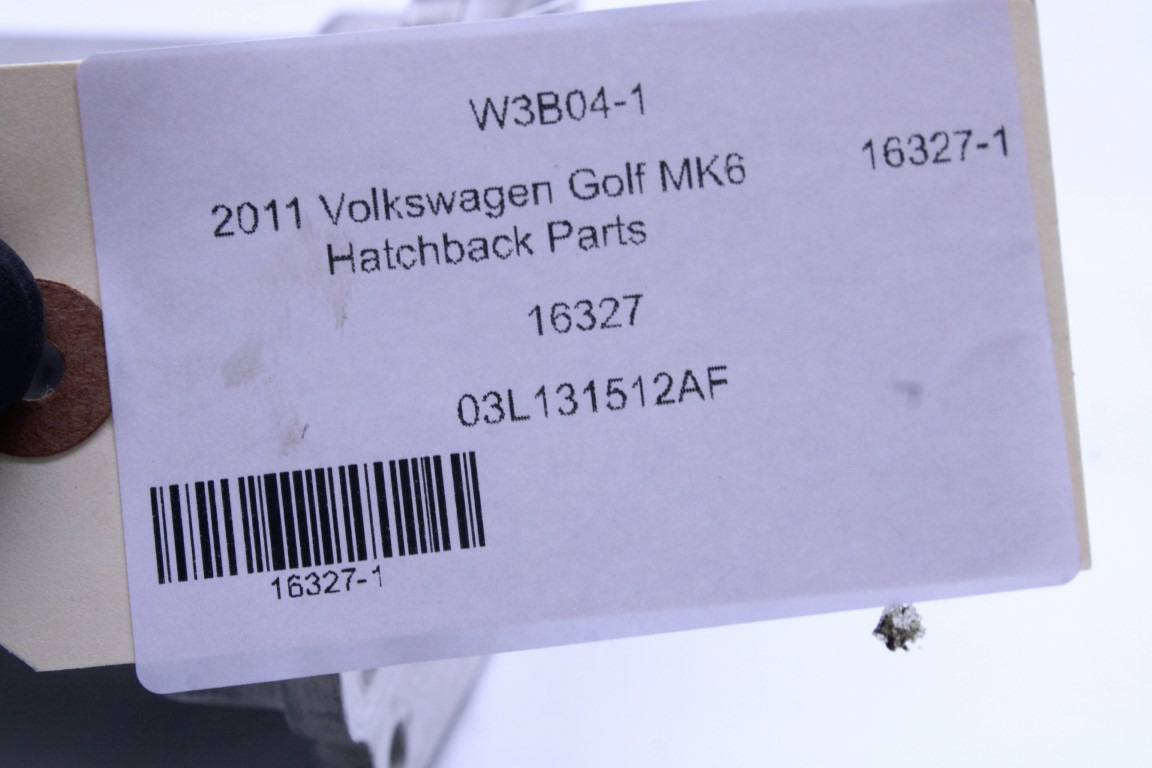 W3B04-1
16327-1
2011 Volkswagen Golf MK6
Hatchback Parts
16327
03L131512AF
16327-1